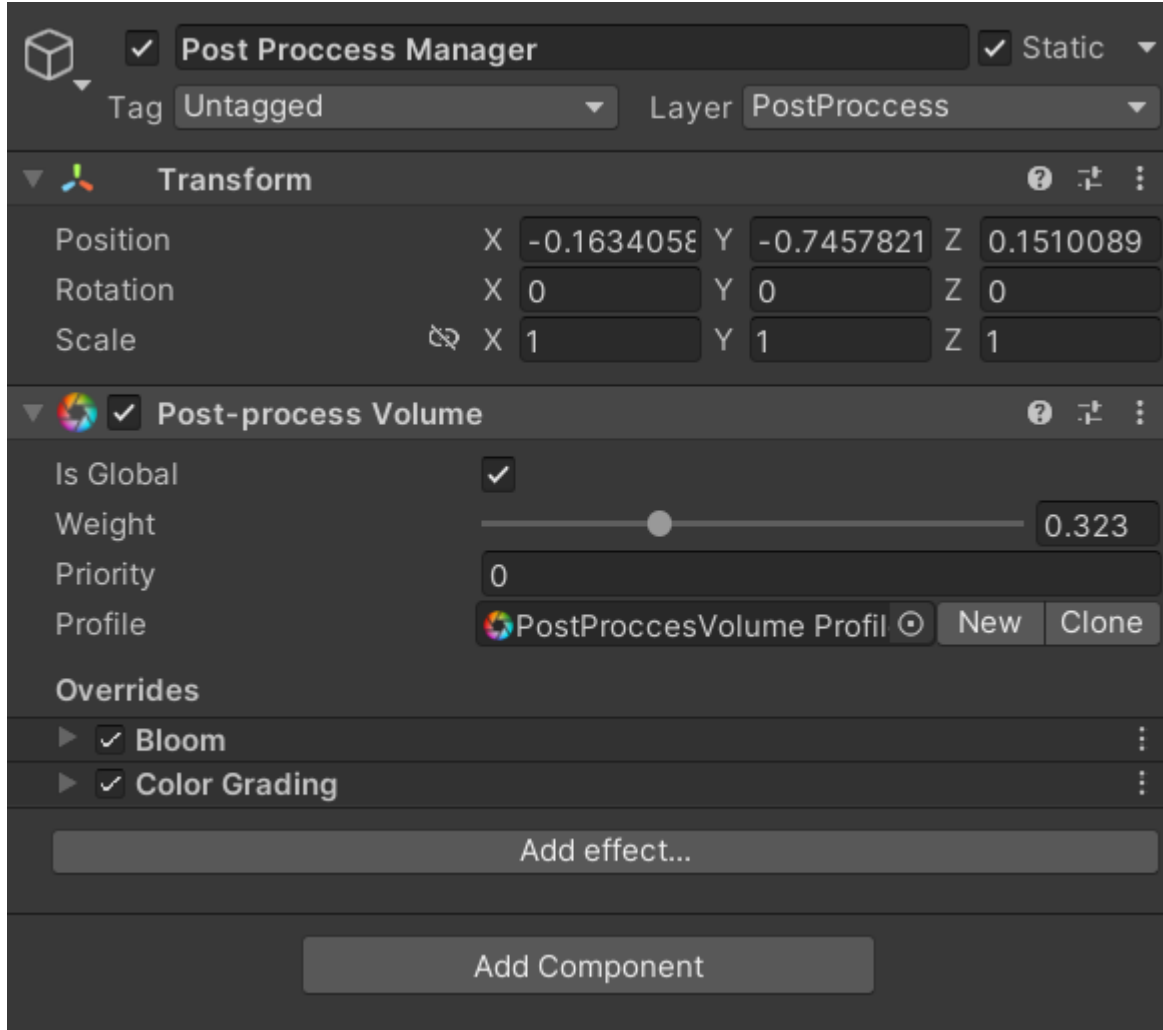 Post Proccess Manager Static
Tag Untagged Layer PostProccess
Transform
Position X -0.1634058 Y -0.7457821 Z 0.1510089
Rotation X 0 Y 0 Z 0
Scale X 1 Y 1 Z 1
Post-process Volume
Is Global
Weight 0.323
Priority 0
Profile PostProccesVolume Profil New Clone
Overrides
Bloom
Color Grading
Add effect...
Add Component